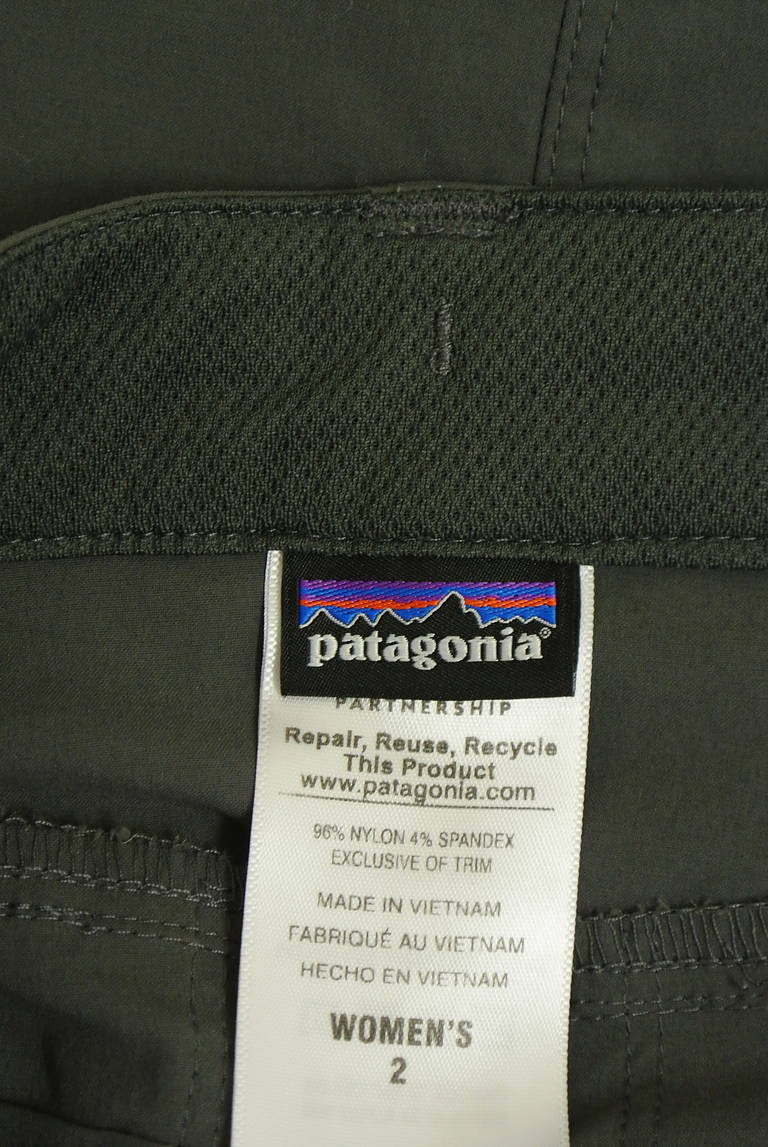 patagonia®
PARTNERSHIP
Repair, Reuse, Recycle
This Product
www.patagonia.com
96% NYLON 4% SPANDEX
EXCLUSIVE OF TRIM
MADE IN VIETNAM
FABRIQUÉ AU VIETNAM
HECHO EN VIETNAM
WOMEN'S
2